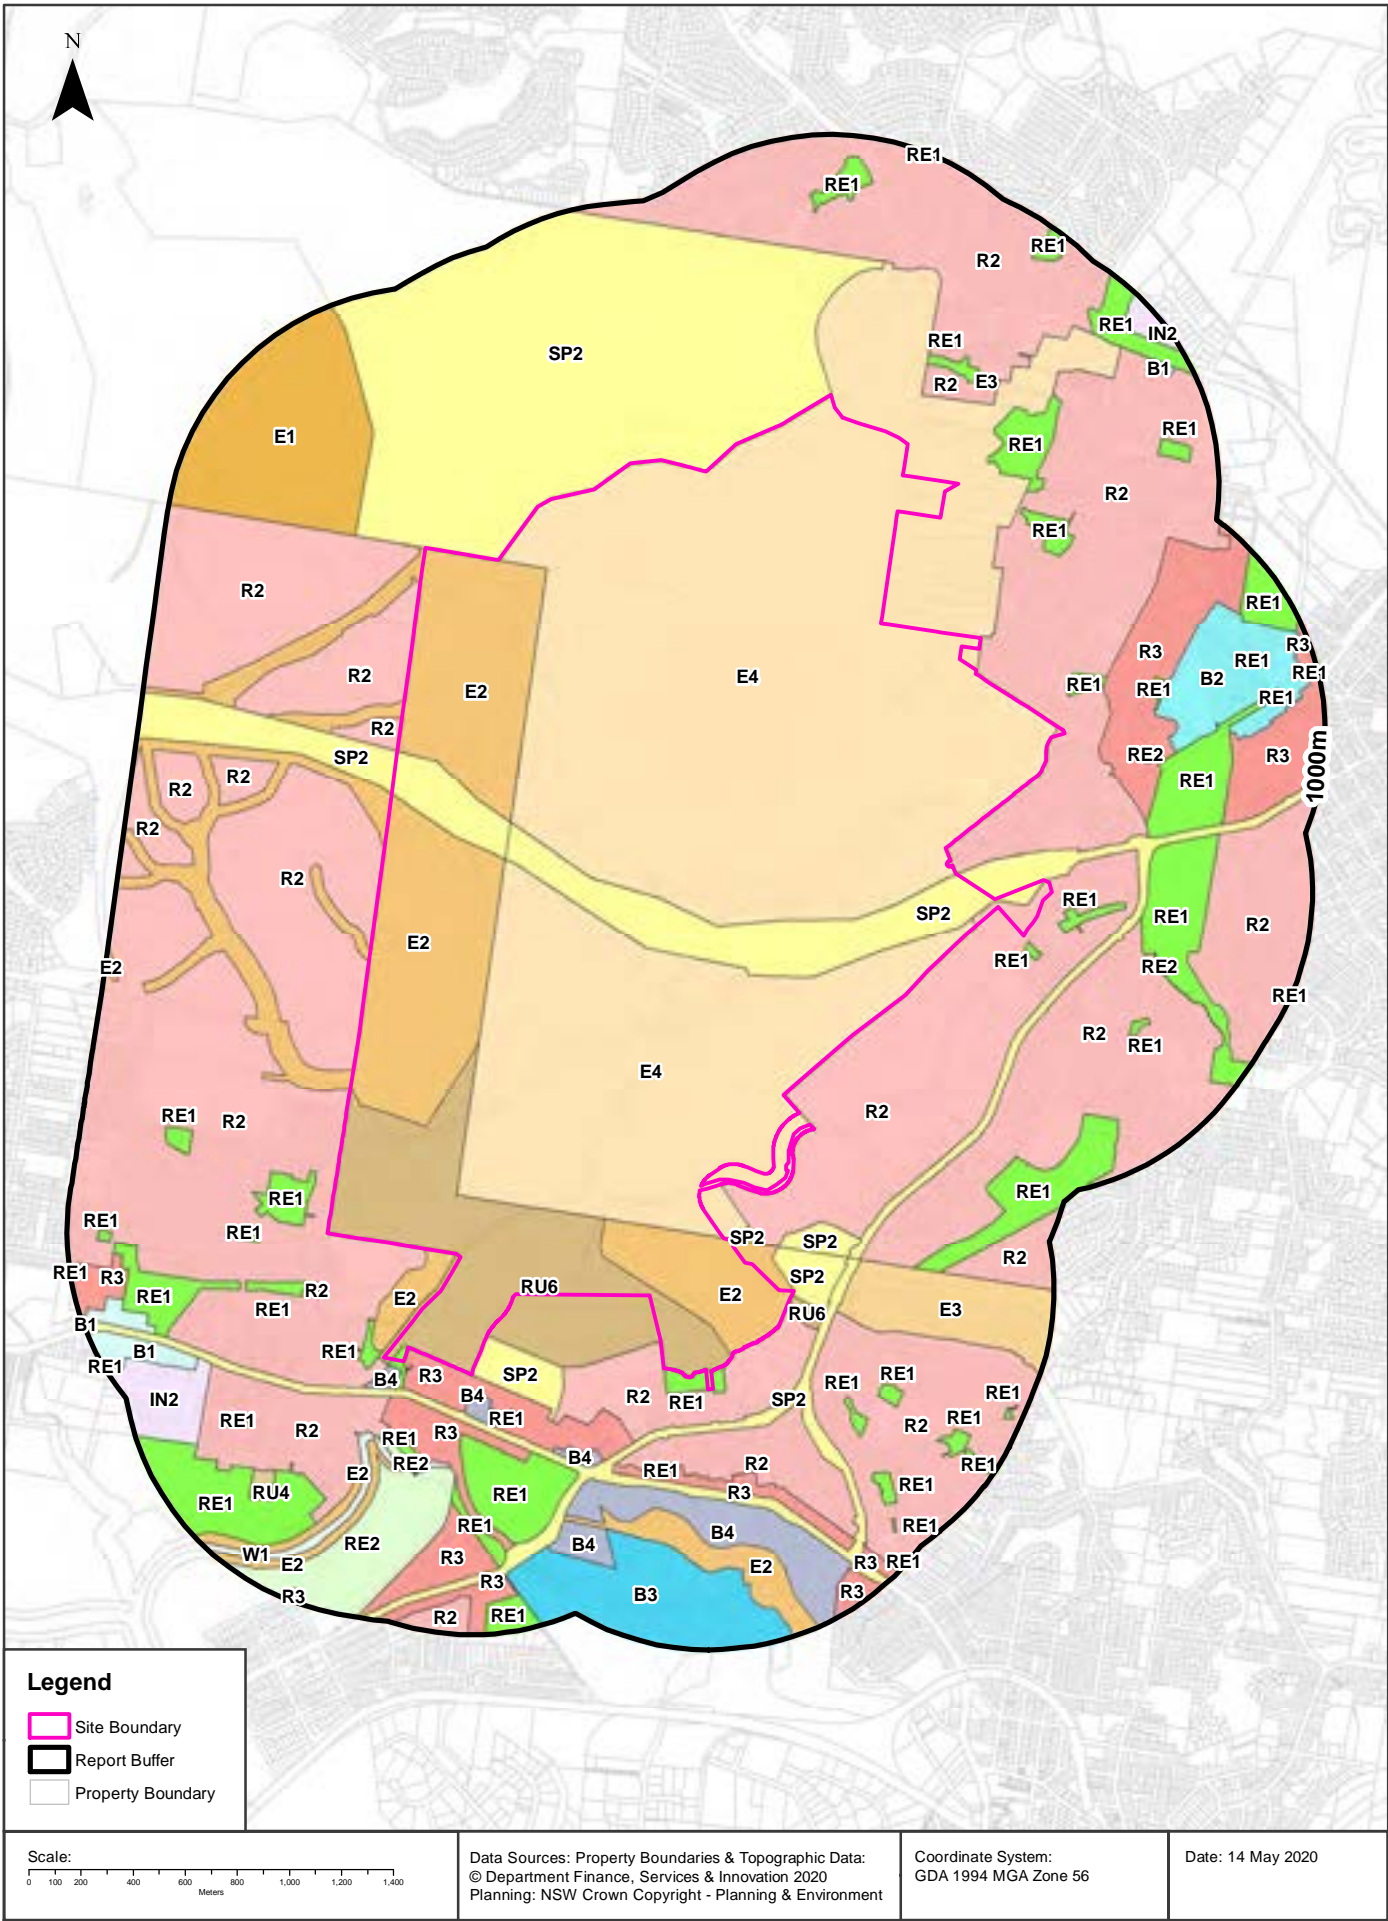 N
RE1
RE1
RE1
R2
RE1
IN2
SP2
RE1
B1
R2
E3
RE1
E1
RE1
R2
RE1
R2
RE1
R3
R3
RE1
RE1
R2
E4
B2
RE1
E2
RE1
RE1
RE1
R2
SP2
RE2
R3
1000m
R2
R2
RE1
R2
R2
RE1
SP2
RE1
R2
E2
RE1
E2
RE2
RE1
R2
RE1
E4
R2
RE1
R2
RE1
RE1
RE1
RE1
SP2
SP2
R2
RE1
R3
SP2
R2
RU6
RE1
E2
E2
RE1
E3
RU6
B1
B1
RE1
RE1
R3
SP2
RE1
B4
B4
R2
RE1
SP2
RE1
RE1
IN2
RE1
RE1
RE1
R2
R2
RE1
R3
RE2
B4
R2
RE1
RE1
E2
RU4
R3
RE1
RE1
RE1
RE1
RE1
B4
RE2
B4
W1
E2
R3
E2
R3
RE1
R3
B3
R3
R3
R2
RE1
Legend
Site Boundary
Report Buffer
Property Boundary
Scale:
0 100 200 400 600 800 1,000 1,200 1,400
Meters
Data Sources: Property Boundaries & Topographic Data:
© Department Finance, Services & Innovation 2020
Planning: NSW Crown Copyright - Planning & Environment
Coordinate System:
GDA 1994 MGA Zone 56
Date: 14 May 2020